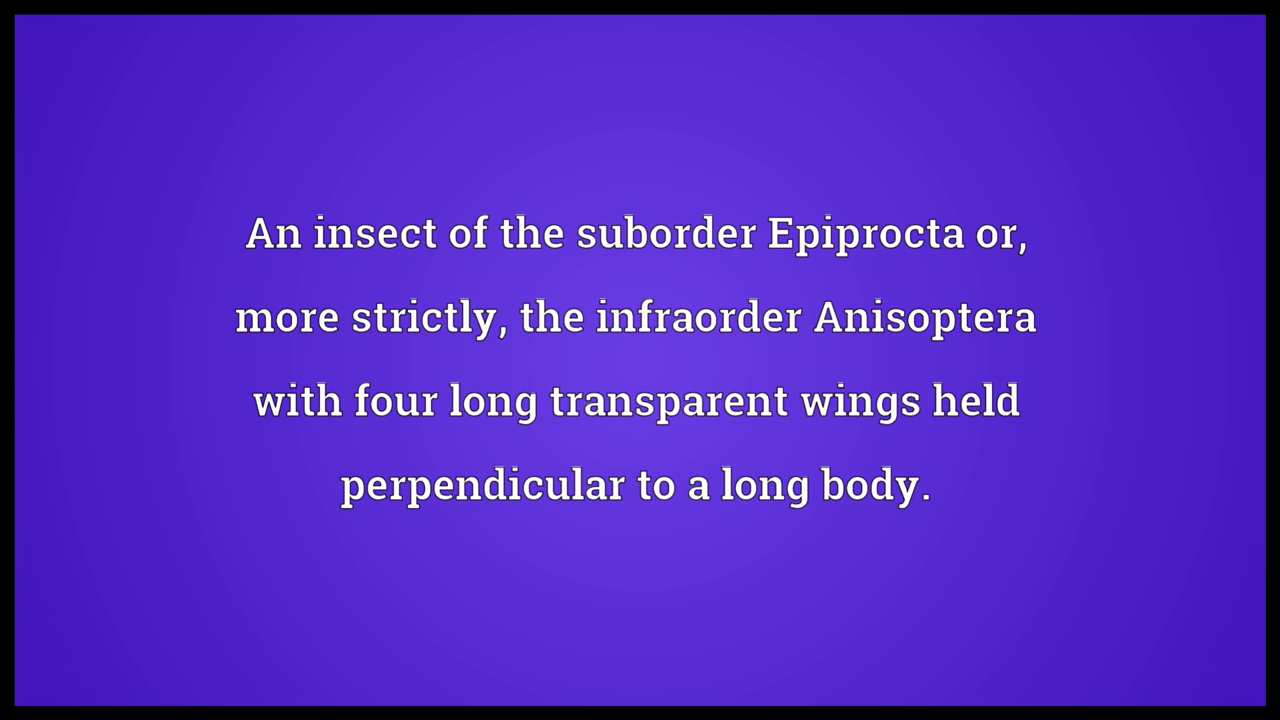 An insect of the suborder Epiprocta or,
more strictly, the infraorder Anisoptera
with four long transparent wings held
perpendicular to a long body.